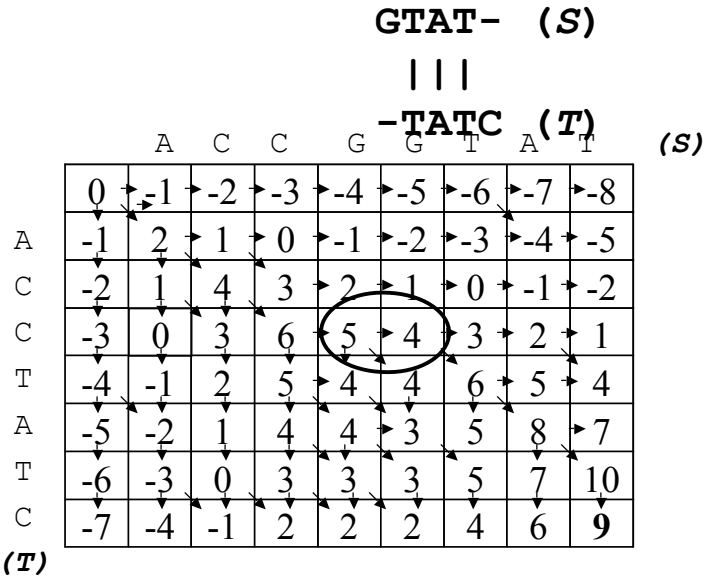 GTAT- (S)
|||
-TATC (T)
A C C G G T A T (S)
0 -1 -2 -3 -4 -5 -6 -7 -8
A -1 2 1 0 -1 -2 -3 -4 -5
C -2 1 4 3 2 1 0 -1 -2
C -3 0 3 6 5 4 3 2 1
T -4 -1 2 5 4 4 6 5 4
A -5 -2 1 4 4 3 5 8 7
T -6 -3 0 3 3 3 5 7 10
C -7 -4 -1 2 2 2 4 6 9
(T)